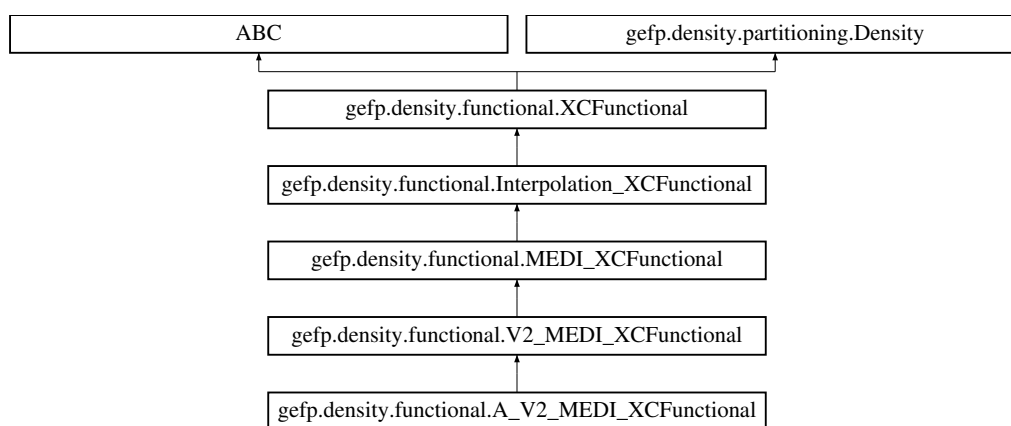 ABC
gefp.density.partitioning.Density
gefp.density.functional.XCFunctional
gefp.density.functional.Interpolation_XCFunctional
gefp.density.functional.MEDI_XCFunctional
gefp.density.functional.V2_MEDI_XCFunctional
gefp.density.functional.A_V2_MEDI_XCFunctional